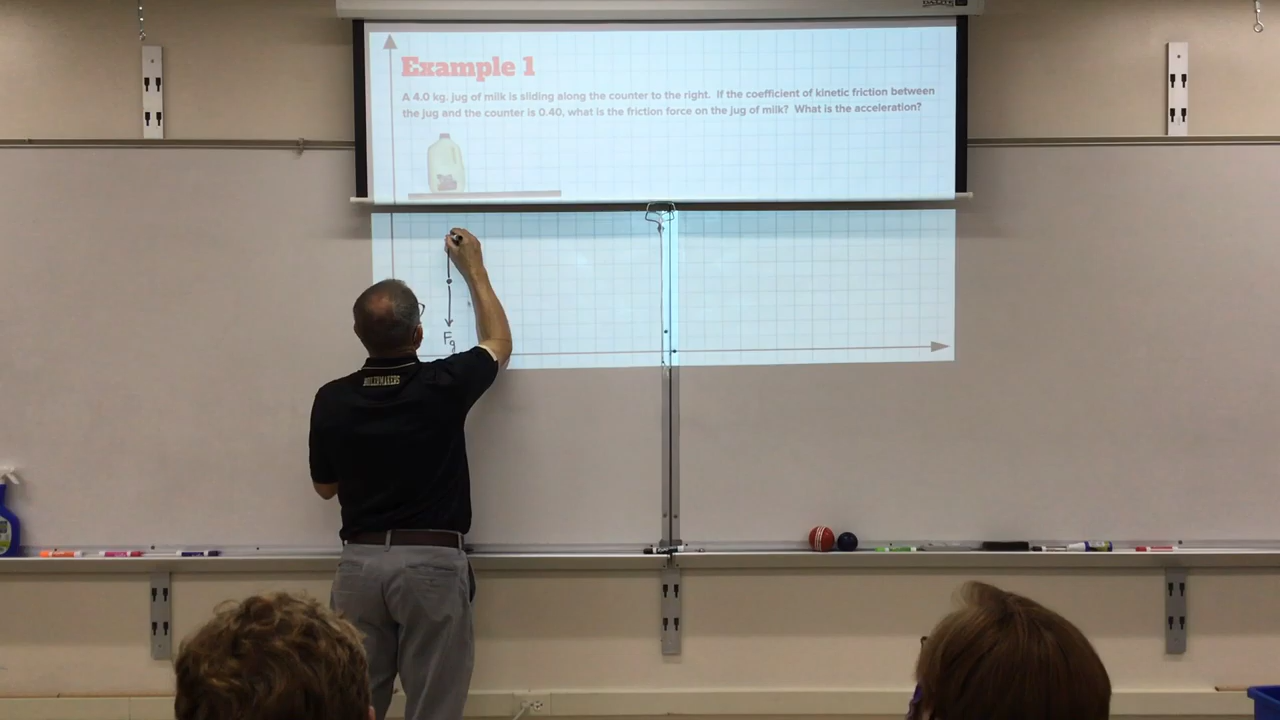 Example 1
A 4.0 kg. jug of milk is sliding along the counter to the right. If the coefficient of kinetic friction between
the jug and the counter is 0.40, what is the friction force on the jug of milk? What is the acceleration?
Fg
BOILERMAKERS